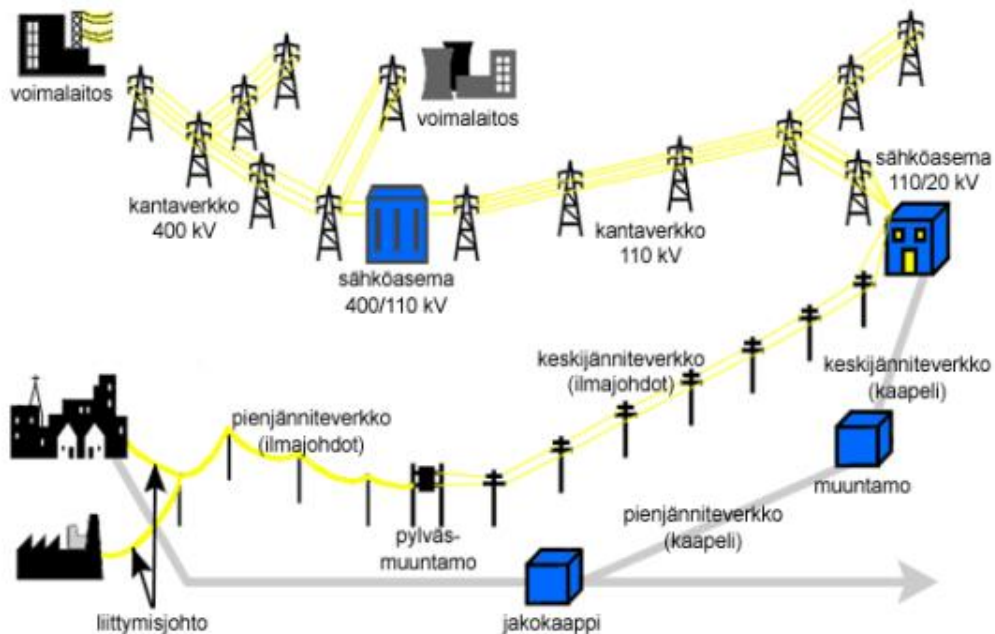 voimalaitos
voimalaitos
kantaverkko
400 kV
sähköasema
400/110 kV
kantaverkko
110 kV
sähköasema
110/20 kV
keskijänniteverkko
(ilmajohdot)
keskijänniteverkko
(kaapeli)
pienjänniteverkko
(ilmajohdot)
muuntamo
pylväs-
muuntamo
pienjänniteverkko
(kaapeli)
liittymisjohto
jakokaappi